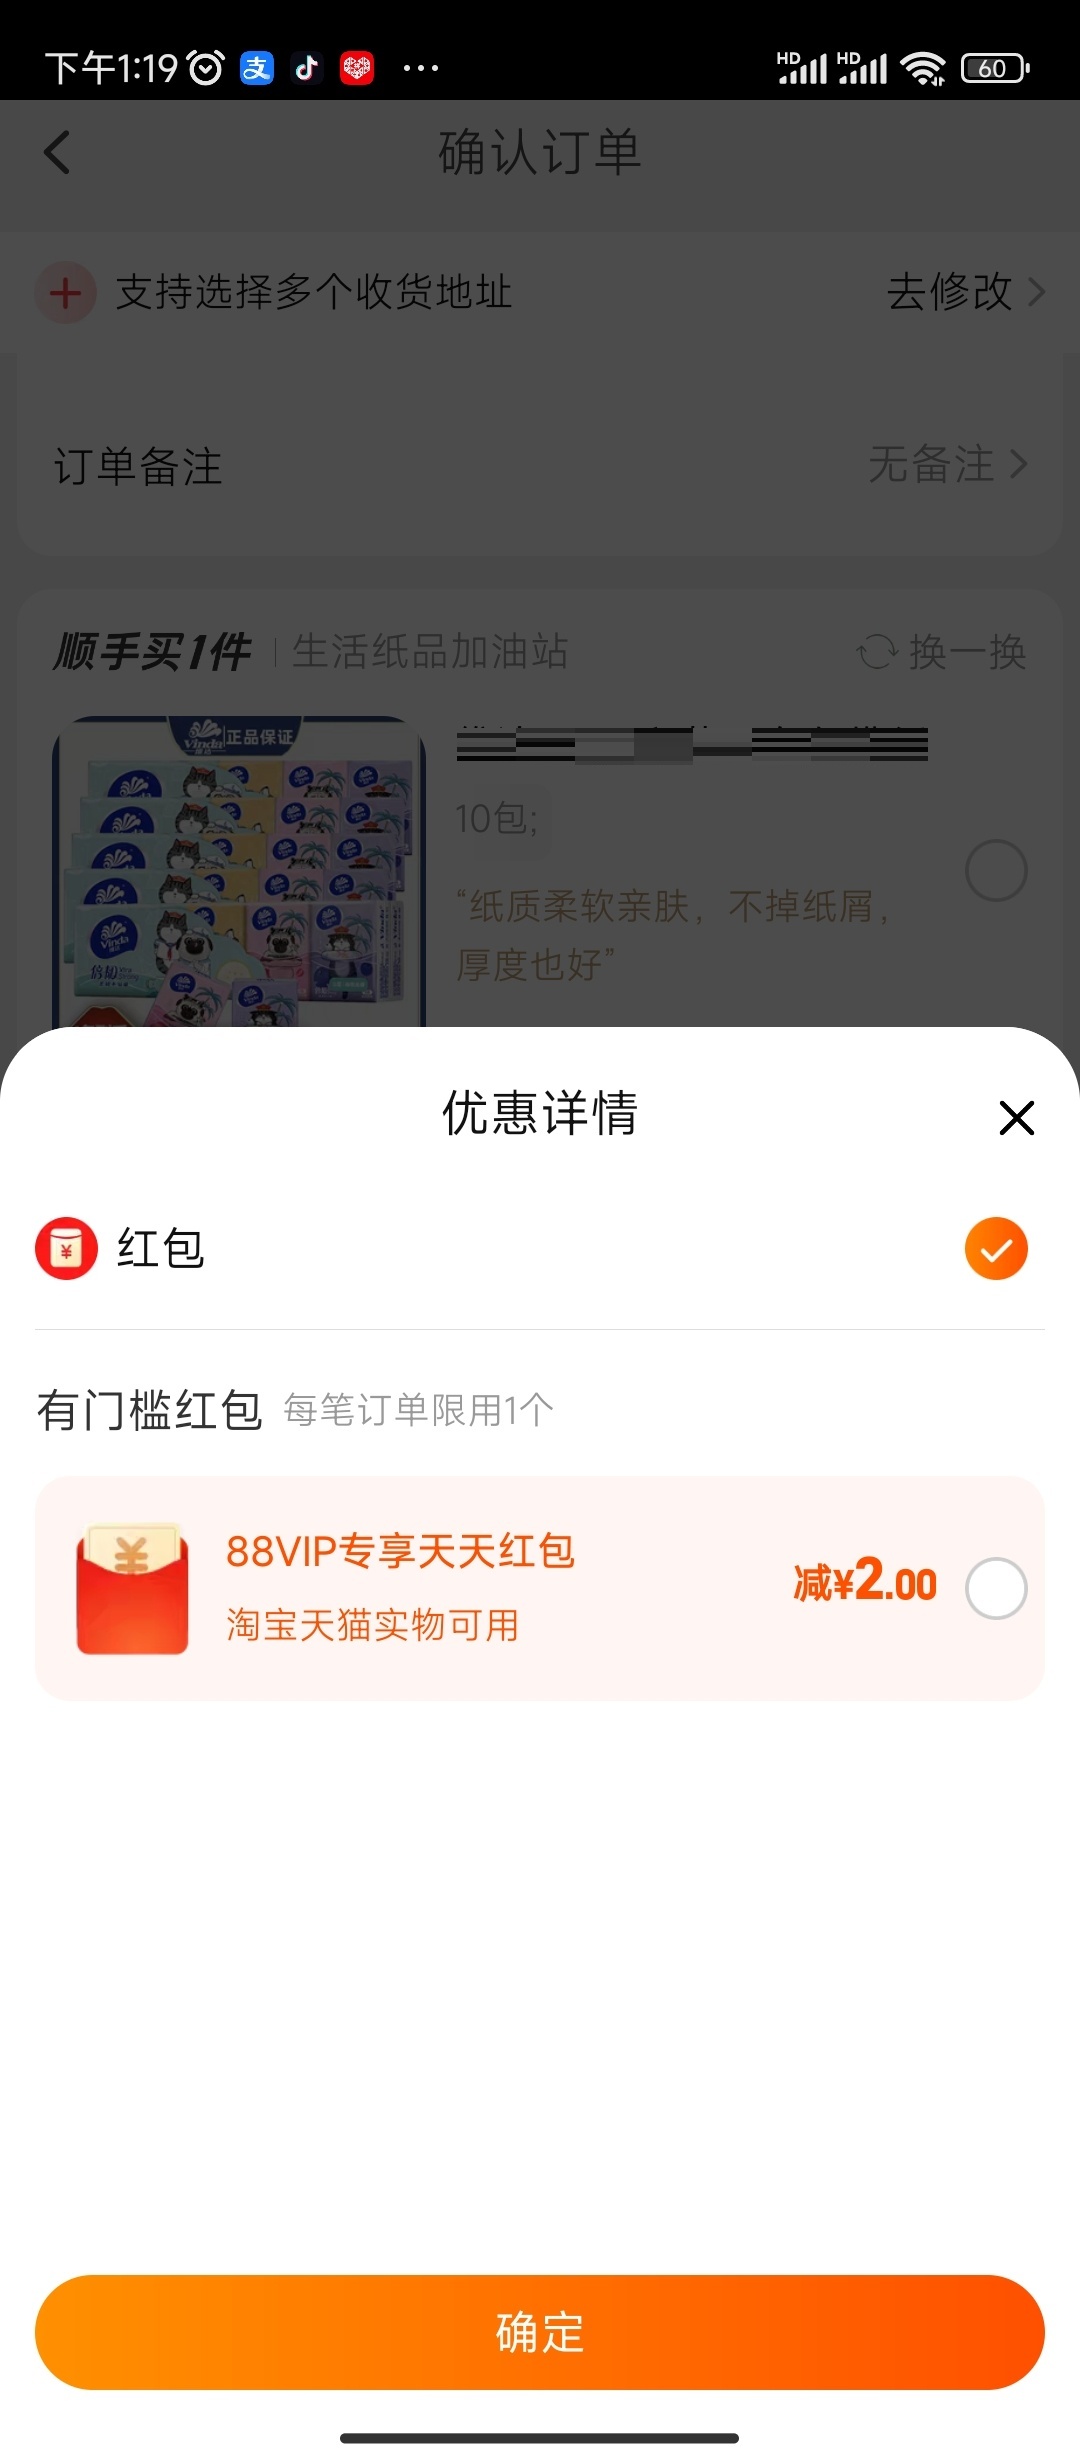 下午1:19
支
HD
HD
60
确认订单
支持选择多个收货地址
去修改
订单备注
无备注
顺手买1件
生活纸品加油站
换一换
Vinda
正品保证
10包;
“纸质柔软亲肤，不掉纸屑，
厚度也好”
Vinda
倍韧
优惠详情
¥
红包
有门槛红包
每笔订单限用1个
¥
88VIP专享天天红包
淘宝天猫实物可用
减¥2.00
确定